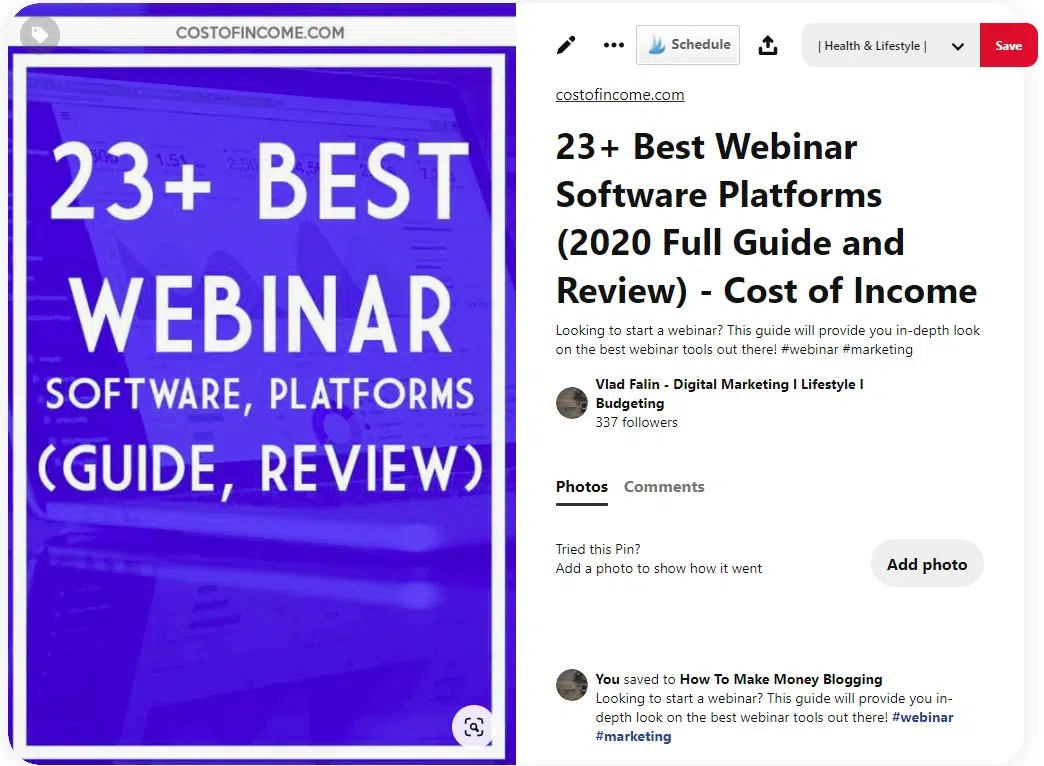 COSTOFINCOME.COM
23+ BEST
WEBINAR
SOFTWARE, PLATFORMS
(GUIDE, REVIEW)
Schedule
| Health & Lifestyle |
Save
costofincome.com
23+ Best Webinar
Software Platforms
(2020 Full Guide and
Review) - Cost of Income
Looking to start a webinar? This guide will provide you in-depth look
on the best webinar tools out there! #webinar #marketing
Vlad Falin - Digital Marketing l Lifestyle l
Budgeting
337 followers
Photos Comments
Tried this Pin?
Add a photo to show how it went
Add photo
You saved to How To Make Money Blogging
Looking to start a webinar? This guide will provide you in-
depth look on the best webinar tools out there! #webinar
#marketing